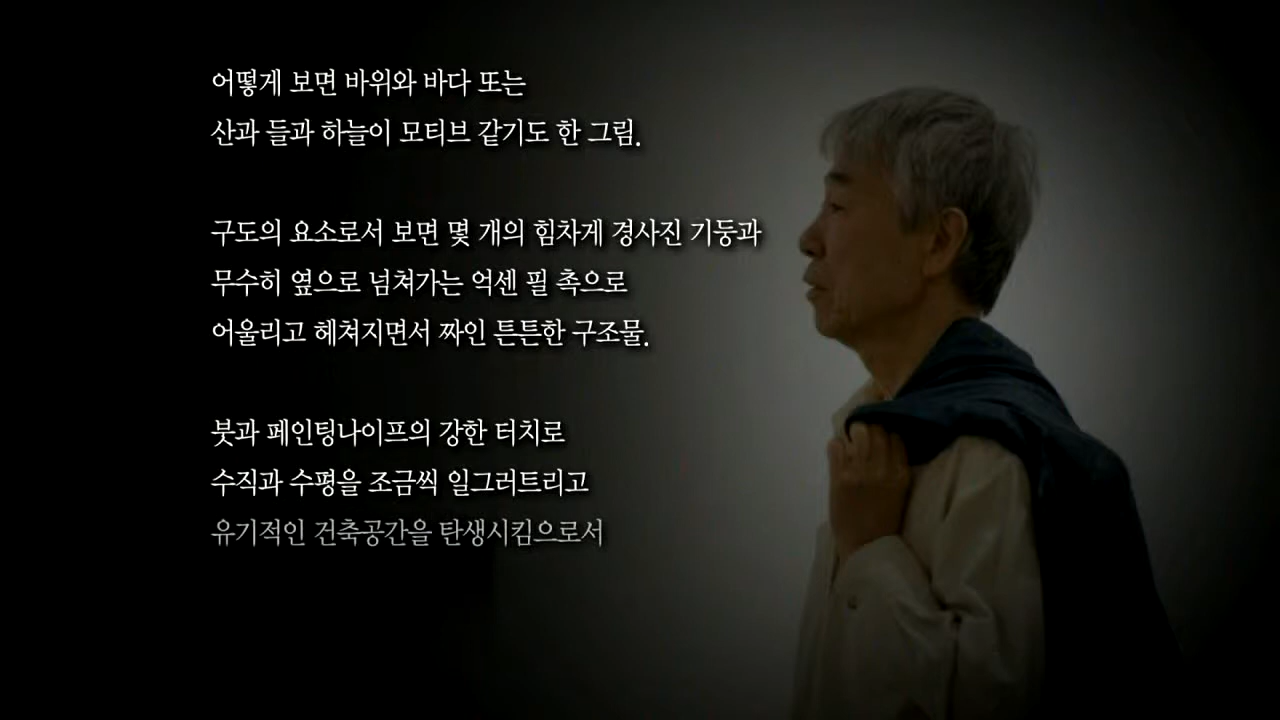 어떻게 보면 바위와 바다 또는
산과 들과 하늘이 모티브 같기도 한 그림.
구도의 요소로서 보면 몇 개의 힘차게 경사진 기둥과
무수히 옆으로 넘쳐가는 억센 필 촉으로
어울리고 헤쳐지면서 짜인 튼튼한 구조물.
붓과 페인팅나이프의 강한 터치로
수직과 수평을 조금씩 일그러트리고
유기적인 건축공간을 탄생시킴으로서